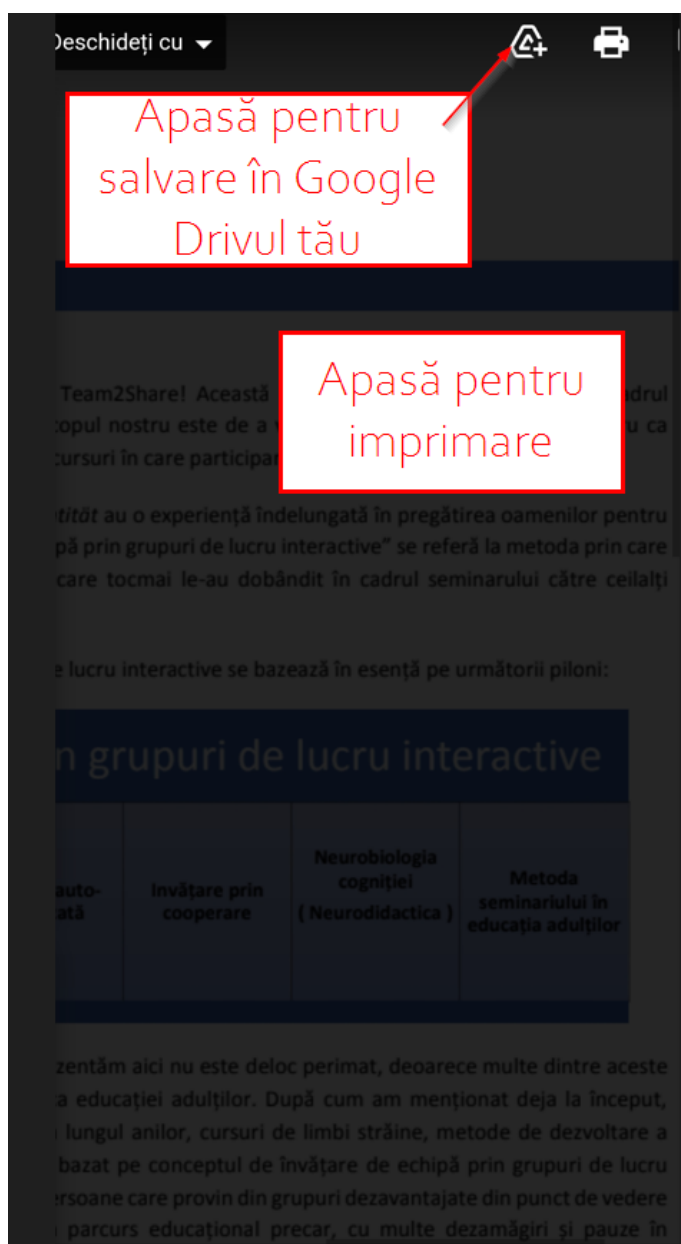 Deschideți cu
Apasă pentru
salvare în Google
Drivul tău
Apasă pentru
imprimare
Team2Share! Această
copul nostru este de a
u ca
cursuri în care
au o experiență îndelungată în pregătirea oamenilor pentru
pă prin grupuri de lucru interactive” se referă la metoda prin care
care tocmai le-au dobândit în cadrul seminarului către ceilalți
e lucru interactive se bazează în esență pe următorii piloni:
n grupuri de lucru interactive
auto-
Invățare prin
cooperare
Neurobiologia
cogniției
( Neurodidactica )
Metoda
seminariului în
educația adulților
zentăm aici nu este deloc perimat, deoarece multe dintre aceste
a educației adulților. După cum am menționat deja la început,
lungul anilor, cursuri de limbi străine, metode de dezvoltare a
bazat pe conceptul de învățare de echipă prin grupuri de lucru
ersoane care provin din grupuri dezavantajate din punct de vedere
parcurs educațional precar, cu multe dezamăgiri și pauze în